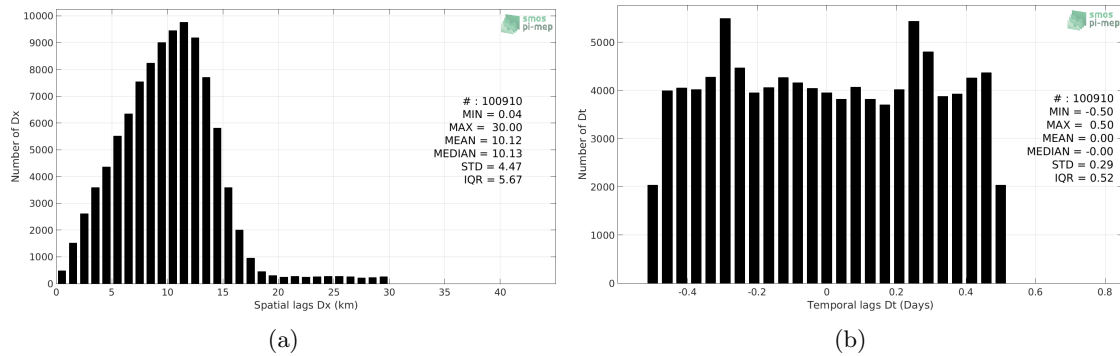 10000
9000
8000
7000
6000
5000
4000
3000
2000
1000
0
Number of Dx
smos
pi-mep
# : 100910
MIN = 0.04
MAX = 30.00
MEAN = 10.12
MEDIAN = 10.13
STD = 4.47
IQR = 5.67
0 5 10 15 20 25 30 35 40
Spatial lags Dx (km)
(a)
5000
4000
3000
2000
1000
0
Number of Dt
smos
pi-mep
# : 100910
MIN = -0.50
MAX = 0.50
MEAN = 0.00
MEDIAN = -0.00
STD = 0.29
IQR = 0.52
-0.4 -0.2 0 0.2 0.4 0.6 0.8
Temporal lags Dt (Days)
(b)